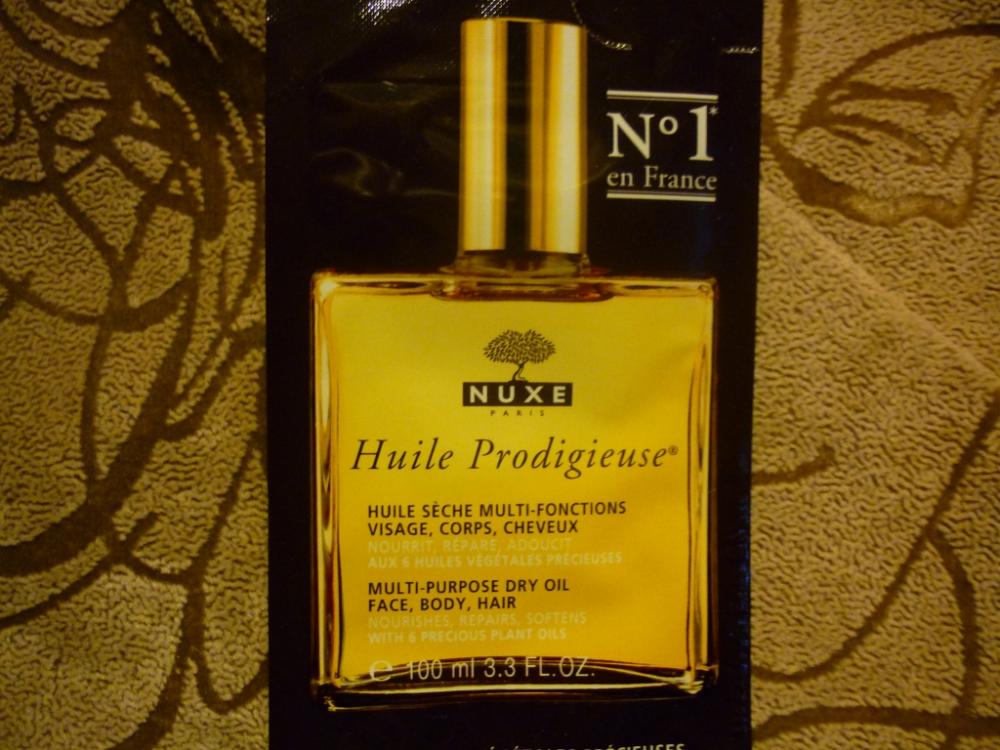 Nº 1*
en France
NUXE
PARIS
Huile Prodigieuse®
HUILE SÈCHE MULTI-FONCTIONS
VISAGE, CORPS, CHEVEUX
NOURRIT, RÉPARE, ADOUCIT
AUX 6 HUILES VÉGÉTALES PRÉCIEUSES
MULTI-PURPOSE DRY OIL
FACE, BODY, HAIR
NOURISHES, REPAIRS, SOFTENS
WITH 6 PRECIOUS PLANT OILS
℮ 100 ml 3.3 FL.OZ.
PRÉCIEUSES